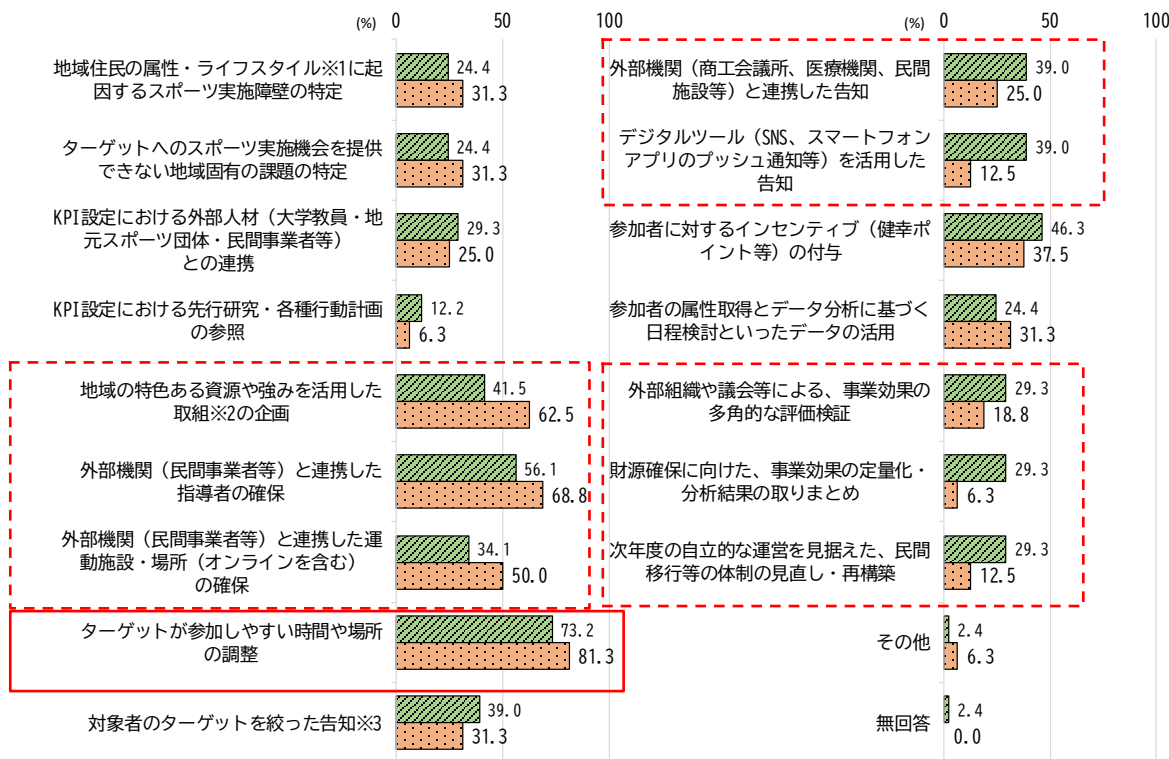 (%)
0
50
100
地域住民の属性・ライフスタイル※1に起
因するスポーツ実施障壁の特定
24.4
31.3
ターゲットへのスポーツ実施機会を提供
できない地域固有の課題の特定
24.4
31.3
KPI設定における外部人材（大学教員・地
元スポーツ団体・民間事業者等）
との連携
29.3
25.0
KPI設定における先行研究・各種行動計画
の参照
12.2
6.3
地域の特色ある資源や強みを活用した
取組※2の企画
41.5
62.5
外部機関（民間事業者等）と連携した
指導者の確保
56.1
68.8
外部機関（民間事業者等）と連携した運
動施設・場所（オンラインを含む）
の確保
34.1
50.0
ターゲットが参加しやすい時間や場所
の調整
73.2
81.3
対象者のターゲットを絞った告知※3
39.0
31.3
(%)
0
50
100
外部機関（商工会議所、医療機関、民間
施設等）と連携した告知
39.0
25.0
デジタルツール（SNS、スマートフォン
アプリのプッシュ通知等）を活用した
告知
39.0
12.5
参加者に対するインセンティブ（健幸ポ
イント等）の付与
46.3
37.5
参加者の属性取得とデータ分析に基づく
日程検討といったデータの活用
24.4
31.3
外部組織や議会等による、事業効果の
多角的な評価検証
29.3
18.8
財源確保に向けた、事業効果の定量化・
分析結果の取りまとめ
29.3
6.3
次年度の自立的な運営を見据えた、民間
移行等の体制の見直し・再構築
29.3
12.5
その他
2.4
6.3
無回答
2.4
0.0